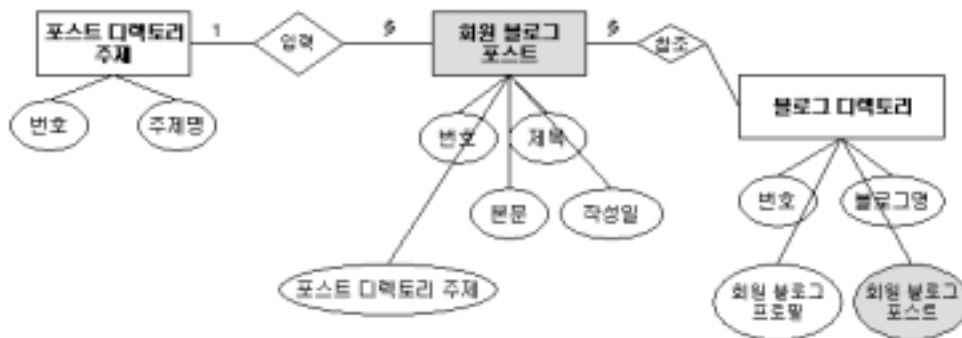 포스트 디렉토리
주제
1
입력
회원 블로그
포스트
참조
블로그 디렉토리
번호
주제명
번호
제목
본문
작성일
포스트 디렉토리 주제
번호
블로그명
회원 블로그
프로필
회원 블로그
포스트